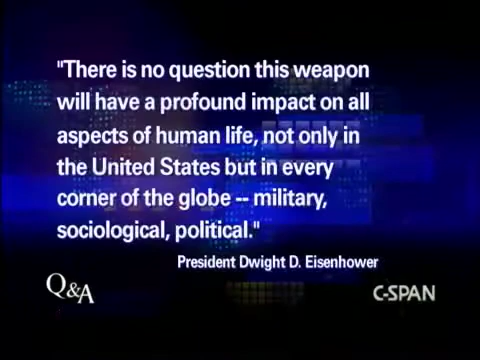 "There is no question this weapon
will have a profound impact on all
aspects of human life, not only in
the United States but in every
corner of the globe -- military,
sociological, political."
President Dwight D. Eisenhower
Q&A
C-SPAN